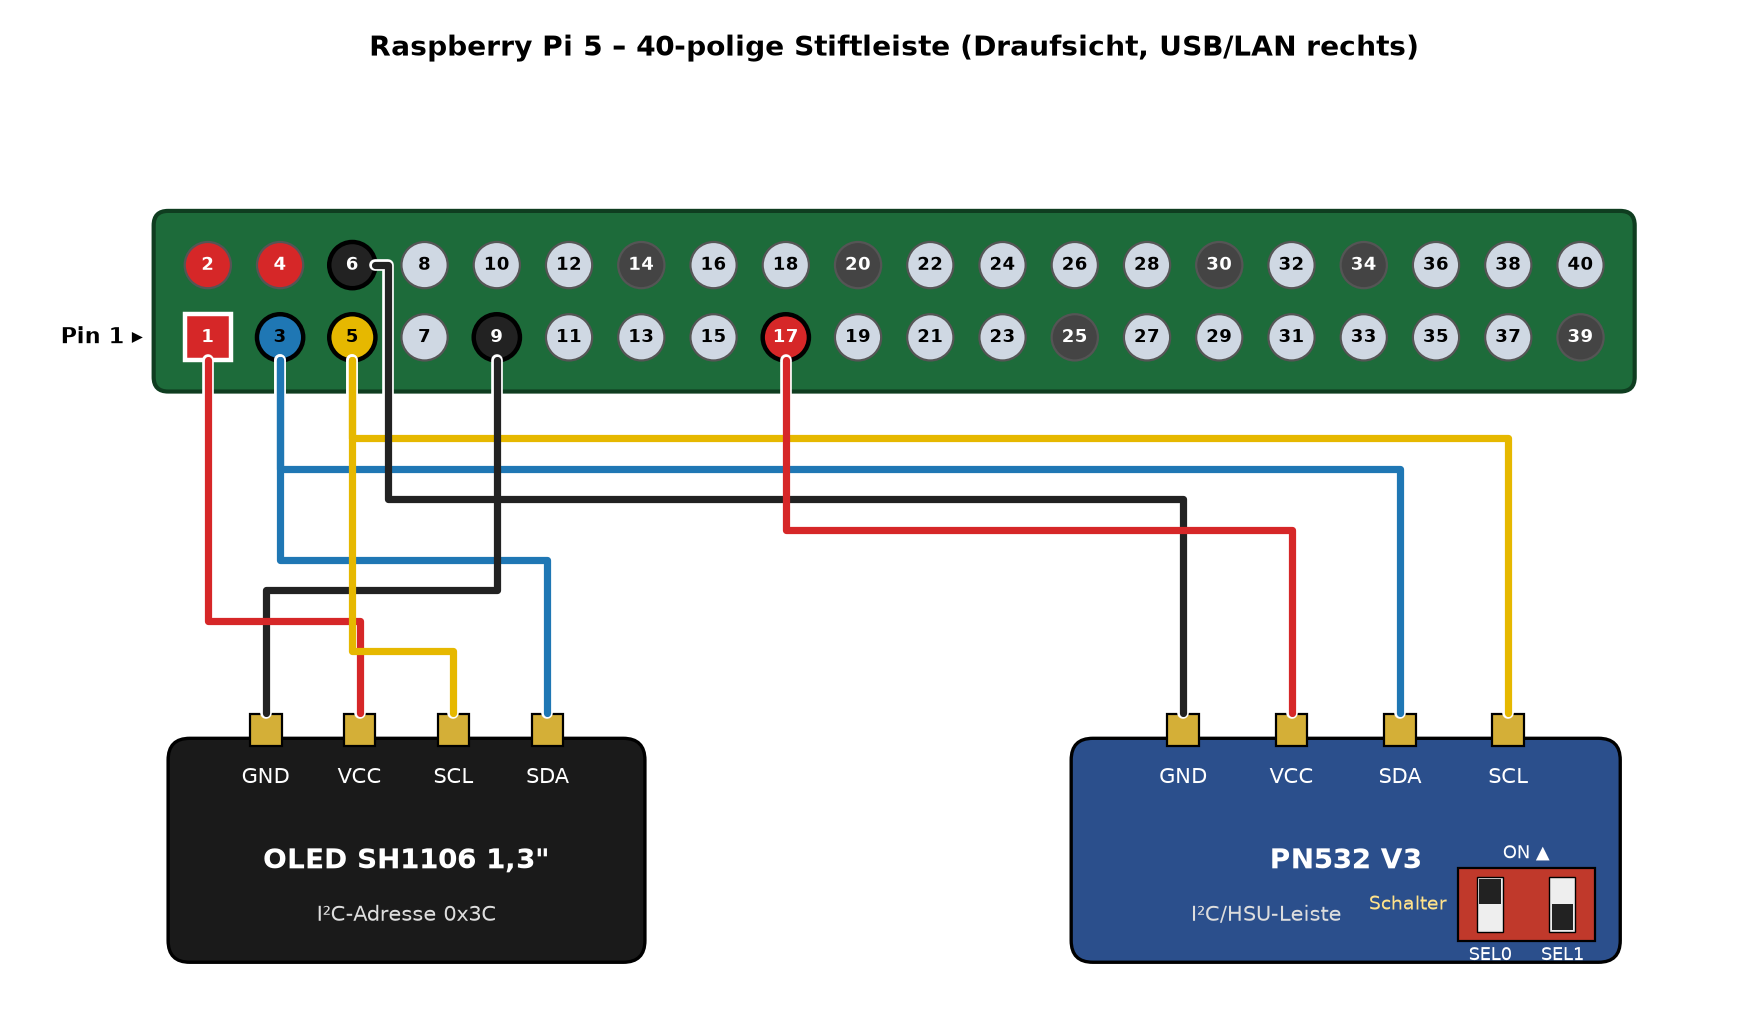 Raspberry Pi 5 – 40-polige Stiftleiste (Draufsicht, USB/LAN rechts)
2 4 6 8 10 12 14 16 18 20 22 24 26 28 30 32 34 36 38 40
Pin 1 ▸ 1 3 5 7 9 11 13 15 17 19 21 23 25 27 29 31 33 35 37 39
GND VCC SCL SDA
OLED SH1106 1,3"
I²C-Adresse 0x3C
GND VCC SDA SCL
PN532 V3
I²C/HSU-Leiste
ON ▲
Schalter
SEL0 SEL1